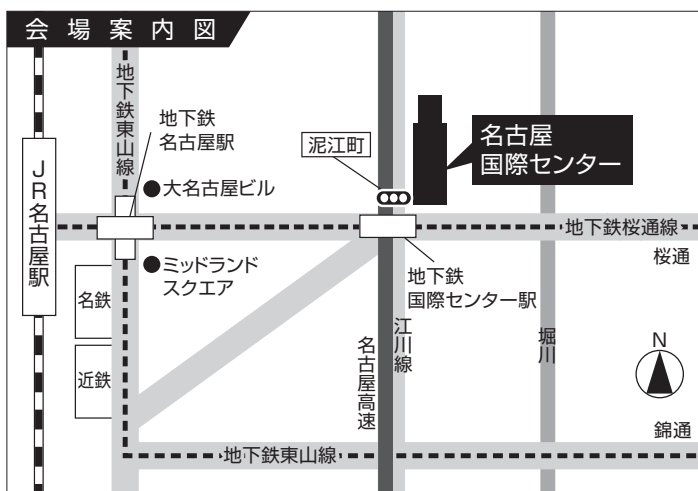 会場案内図
地下鉄東山線
地下鉄
名古屋駅
JR名古屋駅
大名古屋ビル
泥江町
名古屋
国際センター
地下鉄桜通線
桜通
ミッドランド
スクエア
地下鉄
国際センター駅
名鉄
近鉄
名古屋高速
江川線
堀川
N
錦通
地下鉄東山線